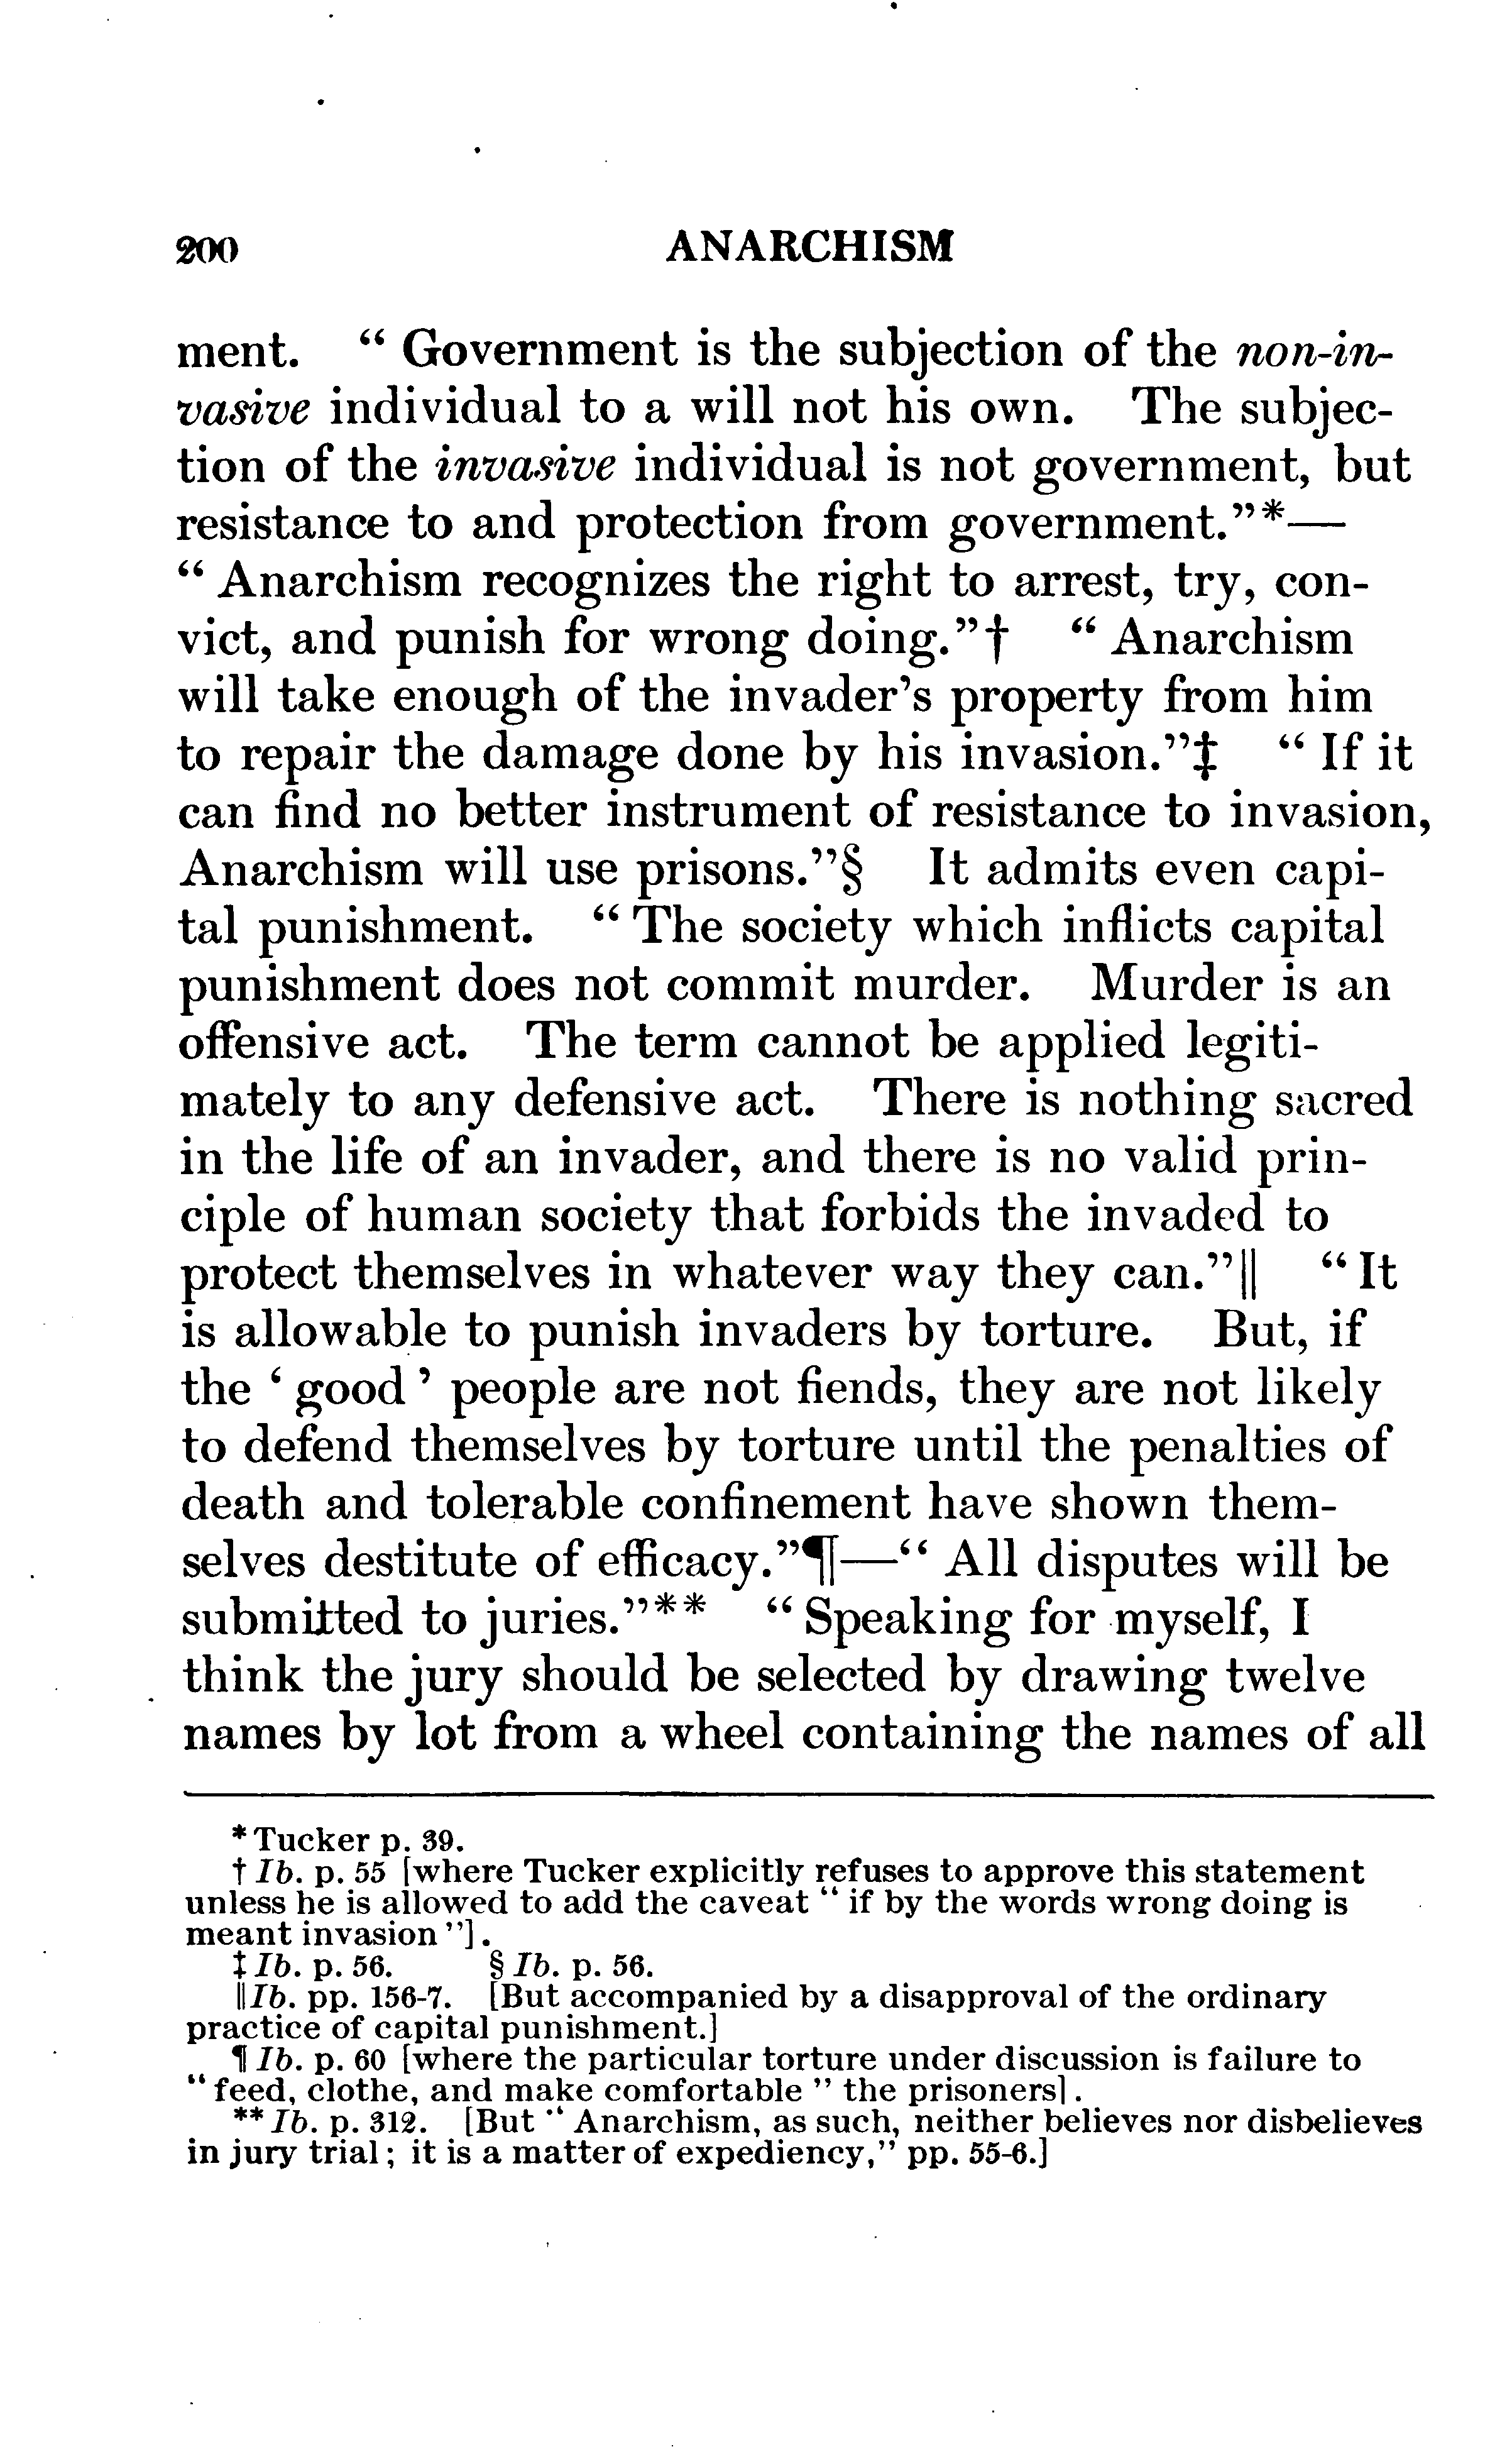 200 ANARCHISM
ment. “ Government is the subjection of the non-in-
vasive individual to a will not his own. The subjec-
tion of the invasive individual is not government, but
resistance to and protection from government.”*—
“ Anarchism recognizes the right to arrest, try, con-
vict, and punish for wrong doing.”† “ Anarchism
will take enough of the invader’s property from him
to repair the damage done by his invasion.”‡ “ If it
can find no better instrument of resistance to invasion,
Anarchism will use prisons.”§ It admits even capi-
tal punishment. “ The society which inflicts capital
punishment does not commit murder. Murder is an
offensive act. The term cannot be applied legiti-
mately to any defensive act. There is nothing sacred
in the life of an invader, and there is no valid prin-
ciple of human society that forbids the invaded to
protect themselves in whatever way they can.”‖ “ It
is allowable to punish invaders by torture. But, if
the ‘ good ’ people are not fiends, they are not likely
to defend themselves by torture until the penalties of
death and tolerable confinement have shown them-
selves destitute of efficacy.”¶—“ All disputes will be
submitted to juries.”** “ Speaking for myself, I
think the jury should be selected by drawing twelve
names by lot from a wheel containing the names of all
* Tucker p. 39.
† Ib. p. 55 [where Tucker explicitly refuses to approve this statement
unless he is allowed to add the caveat “ if by the words wrong doing is
meant invasion ”].
‡ Ib. p. 56. § Ib. p. 56.
‖ Ib. pp. 156-7. [But accompanied by a disapproval of the ordinary
practice of capital punishment.]
¶ Ib. p. 60 [where the particular torture under discussion is failure to
“ feed, clothe, and make comfortable ” the prisoners].
** Ib. p. 312. [But “ Anarchism, as such, neither believes nor disbelieves
in jury trial ; it is a matter of expediency,” pp. 55-6.]